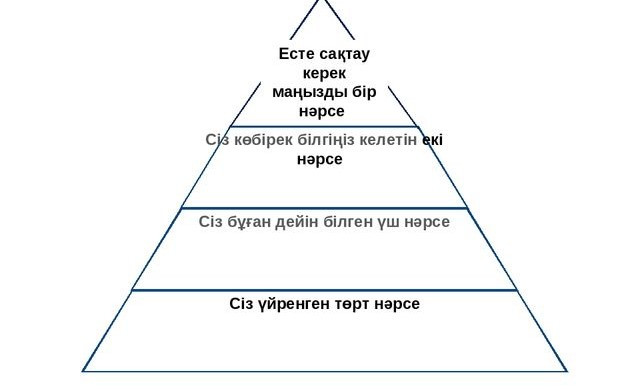 Есте сақтау
керек
маңызды бір
нәрсе
Сіз көбірек білгіңіз келетін екі
нәрсе
Сіз бұған дейін білген үш нәрсе
Сіз үйренген төрт нәрсе